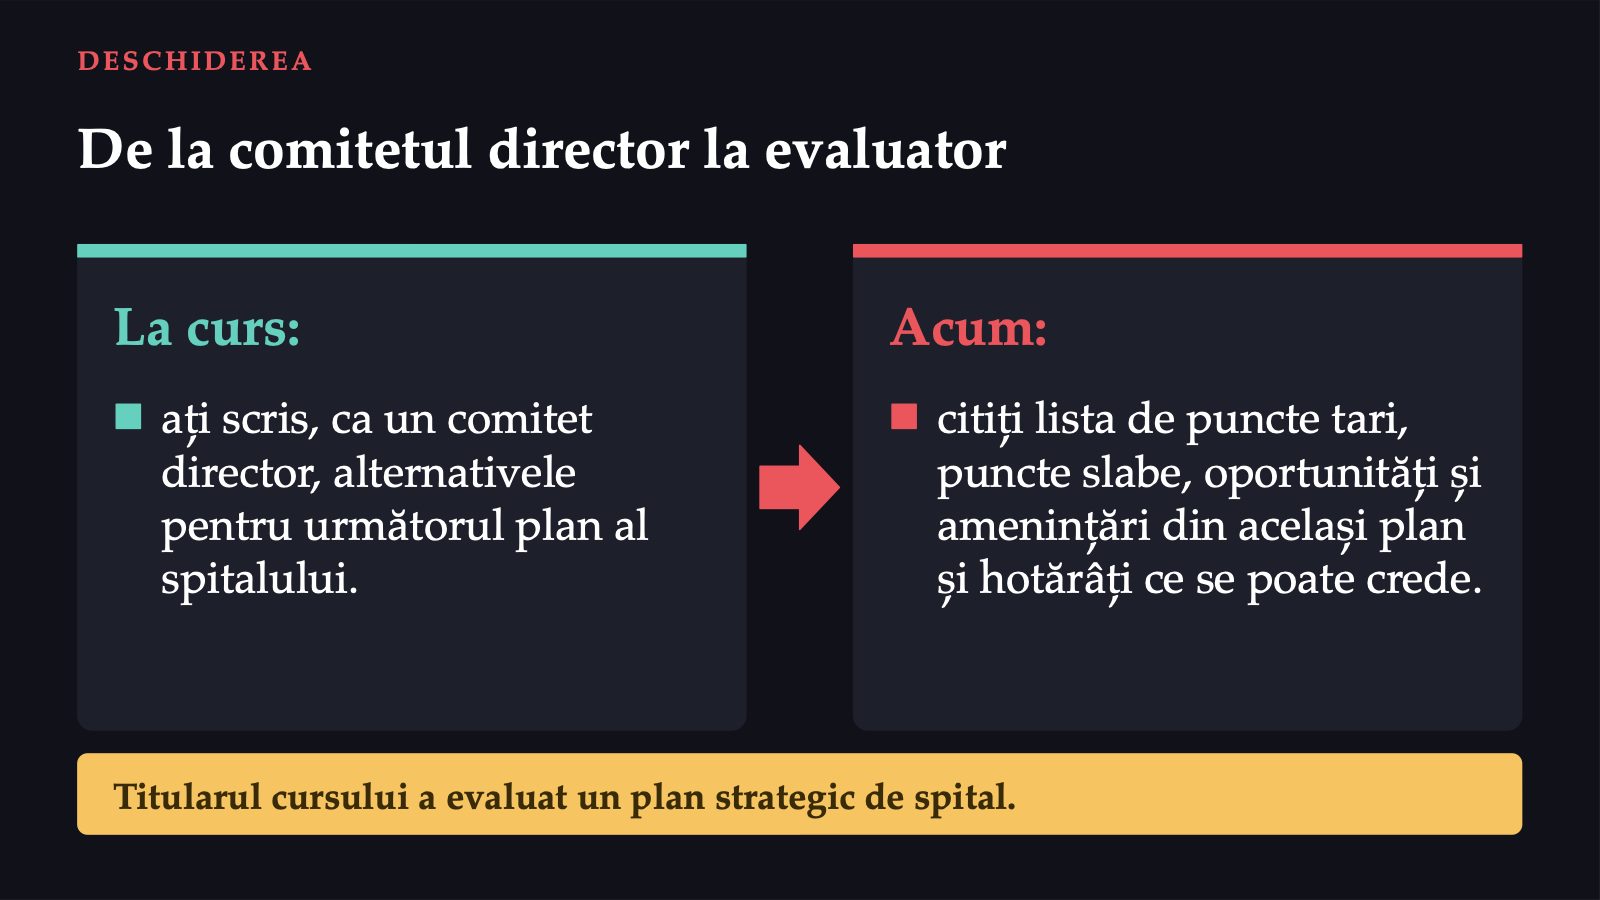 DESCHIDEREA
De la comitetul director la evaluator
La curs:
ați scris, ca un comitet
director, alternativele
pentru următorul plan al
spitalului.
Acum:
citiți lista de puncte tari,
puncte slabe, oportunități și
amenințări din același plan
și hotărâți ce se poate crede.
Titularul cursului a evaluat un plan strategic de spital.